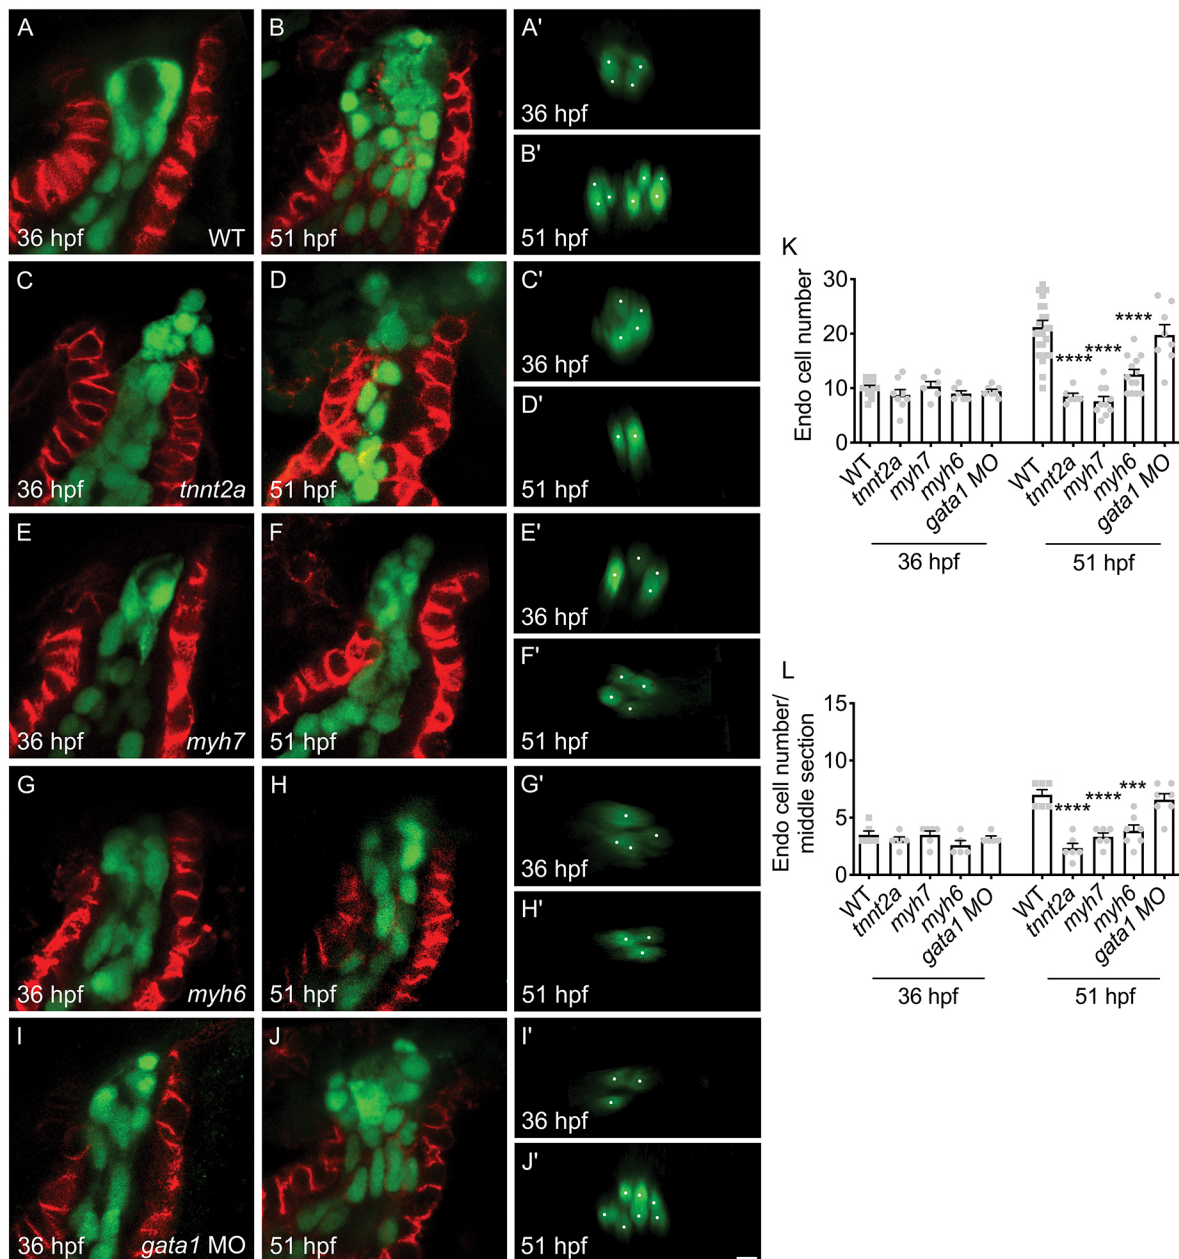 A
36 hpf
WT
B
51 hpf
A'
36 hpf
B'
51 hpf
C
36 hpf
tnnt2a
D
51 hpf
C'
36 hpf
D'
51 hpf
E
36 hpf
myh7
F
51 hpf
E'
36 hpf
F'
51 hpf
G
36 hpf
myh6
H
51 hpf
G'
36 hpf
H'
51 hpf
I
36 hpf
gata1 MO
J
51 hpf
I'
36 hpf
J'
51 hpf
K
Endo cell number
30
20
10
0
****
****
****
WT
tnnt2a
myh7
myh6
gata1 MO
WT
tnnt2a
myh7
myh6
gata1 MO
36 hpf
51 hpf
L
Endo cell number/
middle section
15
10
5
0
****
****
***
WT
tnnt2a
myh7
myh6
gata1 MO
WT
tnnt2a
myh7
myh6
gata1 MO
36 hpf
51 hpf